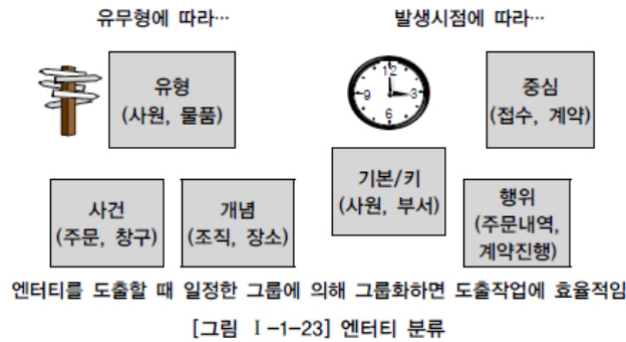 유무형에 따라…
발생시점에 따라…
유형
(사원, 물품)
12
3
6
9
중심
(접수, 계약)
사건
(주문, 창구)
개념
(조직, 장소)
기본/키
(사원, 부서)
행위
(주문내역,
계약진행)
엔터티를 도출할 때 일정한 그룹에 의해 그룹화하면 도출작업에 효율적임
[그림 Ⅰ-1-23] 엔터티 분류